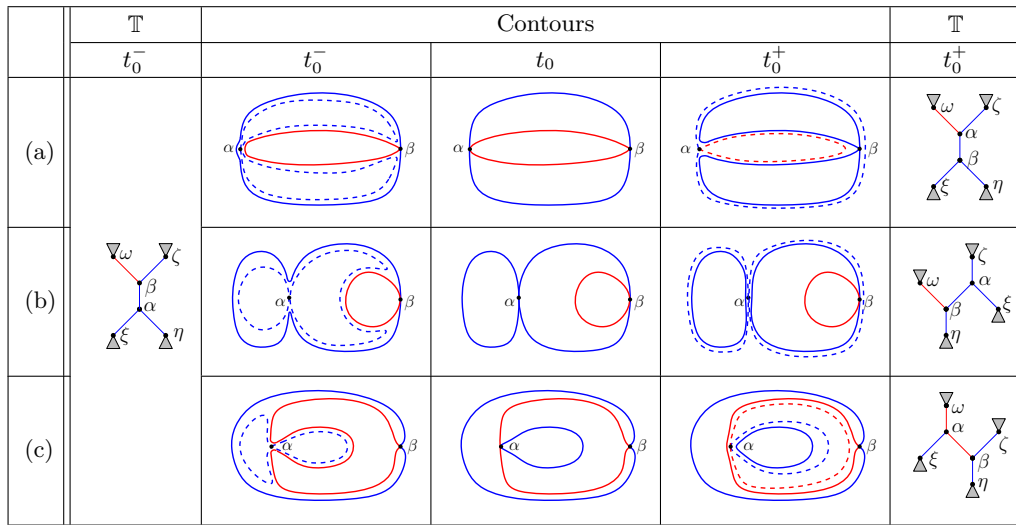 𝕋 Contours 𝕋
t₀⁻ t₀⁻ t₀ t₀⁺ t₀⁺
(a) α β α β α β ω ζ α β ξ η
(b) ω ζ β α ξ η α β α β α β ζ ω α β ξ η
(c) α β α β α β ω α ζ ξ β η